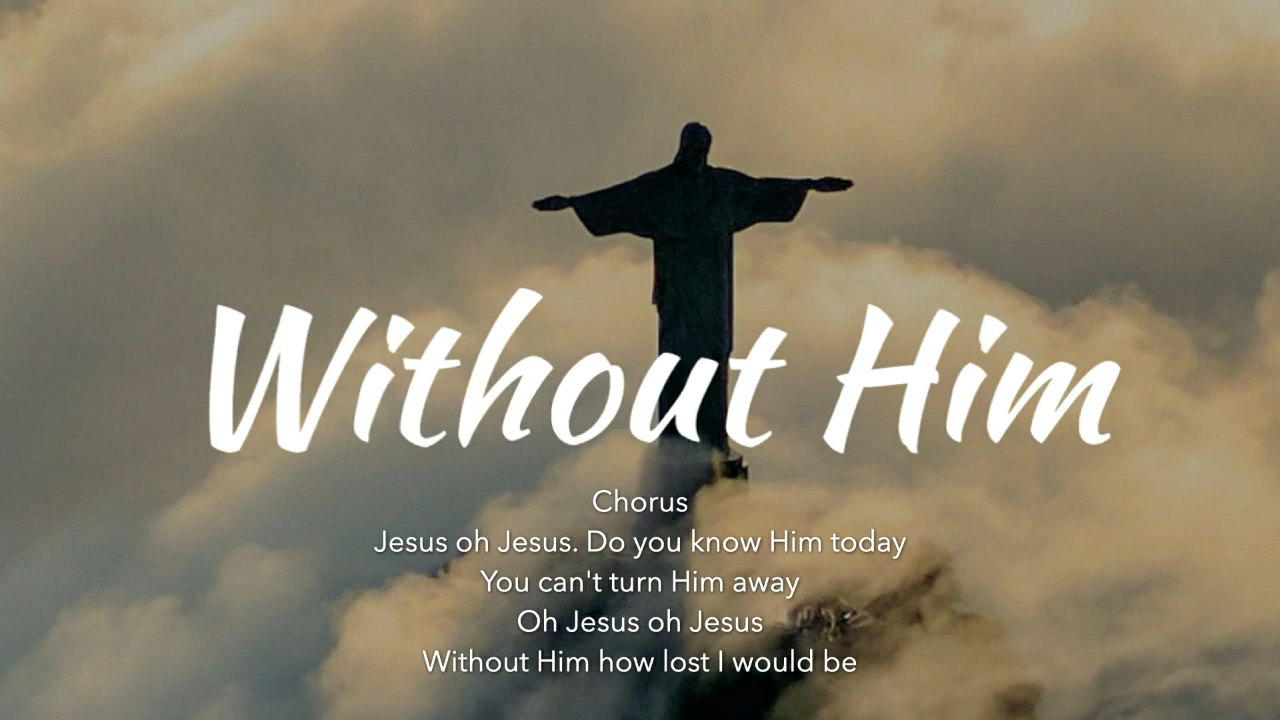 Without Him
Chorus
Jesus oh Jesus. Do you know Him today
You can't turn Him away
Oh Jesus oh Jesus
Without Him how lost I would be